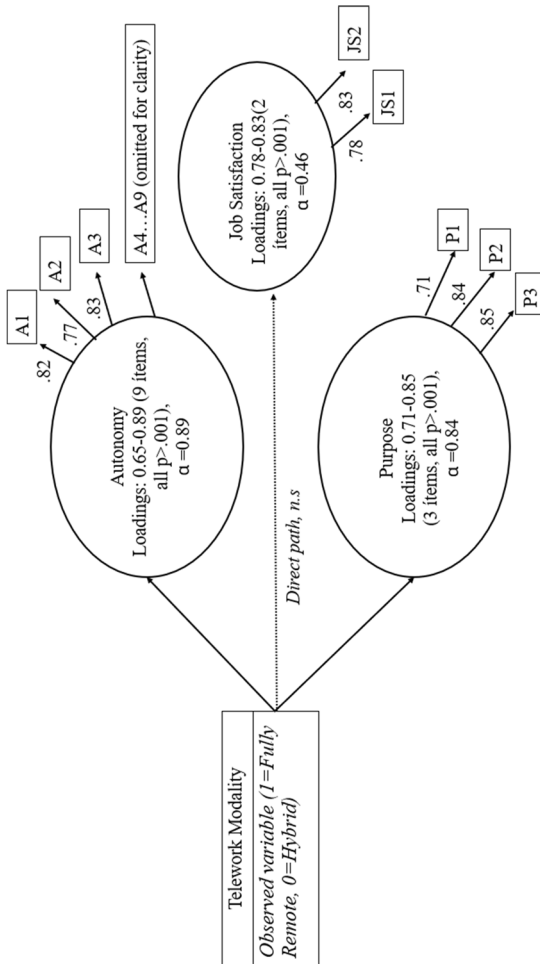 Telework Modality
Observed variable (1=Fully
Remote, 0=Hybrid)
Autonomy
Loadings: 0.65-0.89 (9 items,
all p>.001),
α =0.89
.82
A1
.77
A2
.83
A3
A4…A9 (omitted for clarity)
Direct path, n.s
Job Satisfaction
Loadings: 0.78-0.83(2
items, all p>.001),
α =0.46
.83
JS2
.78
JS1
Purpose
Loadings: 0.71-0.85
(3 items, all p>.001),
α =0.84
.71
P1
.84
P2
.85
P3